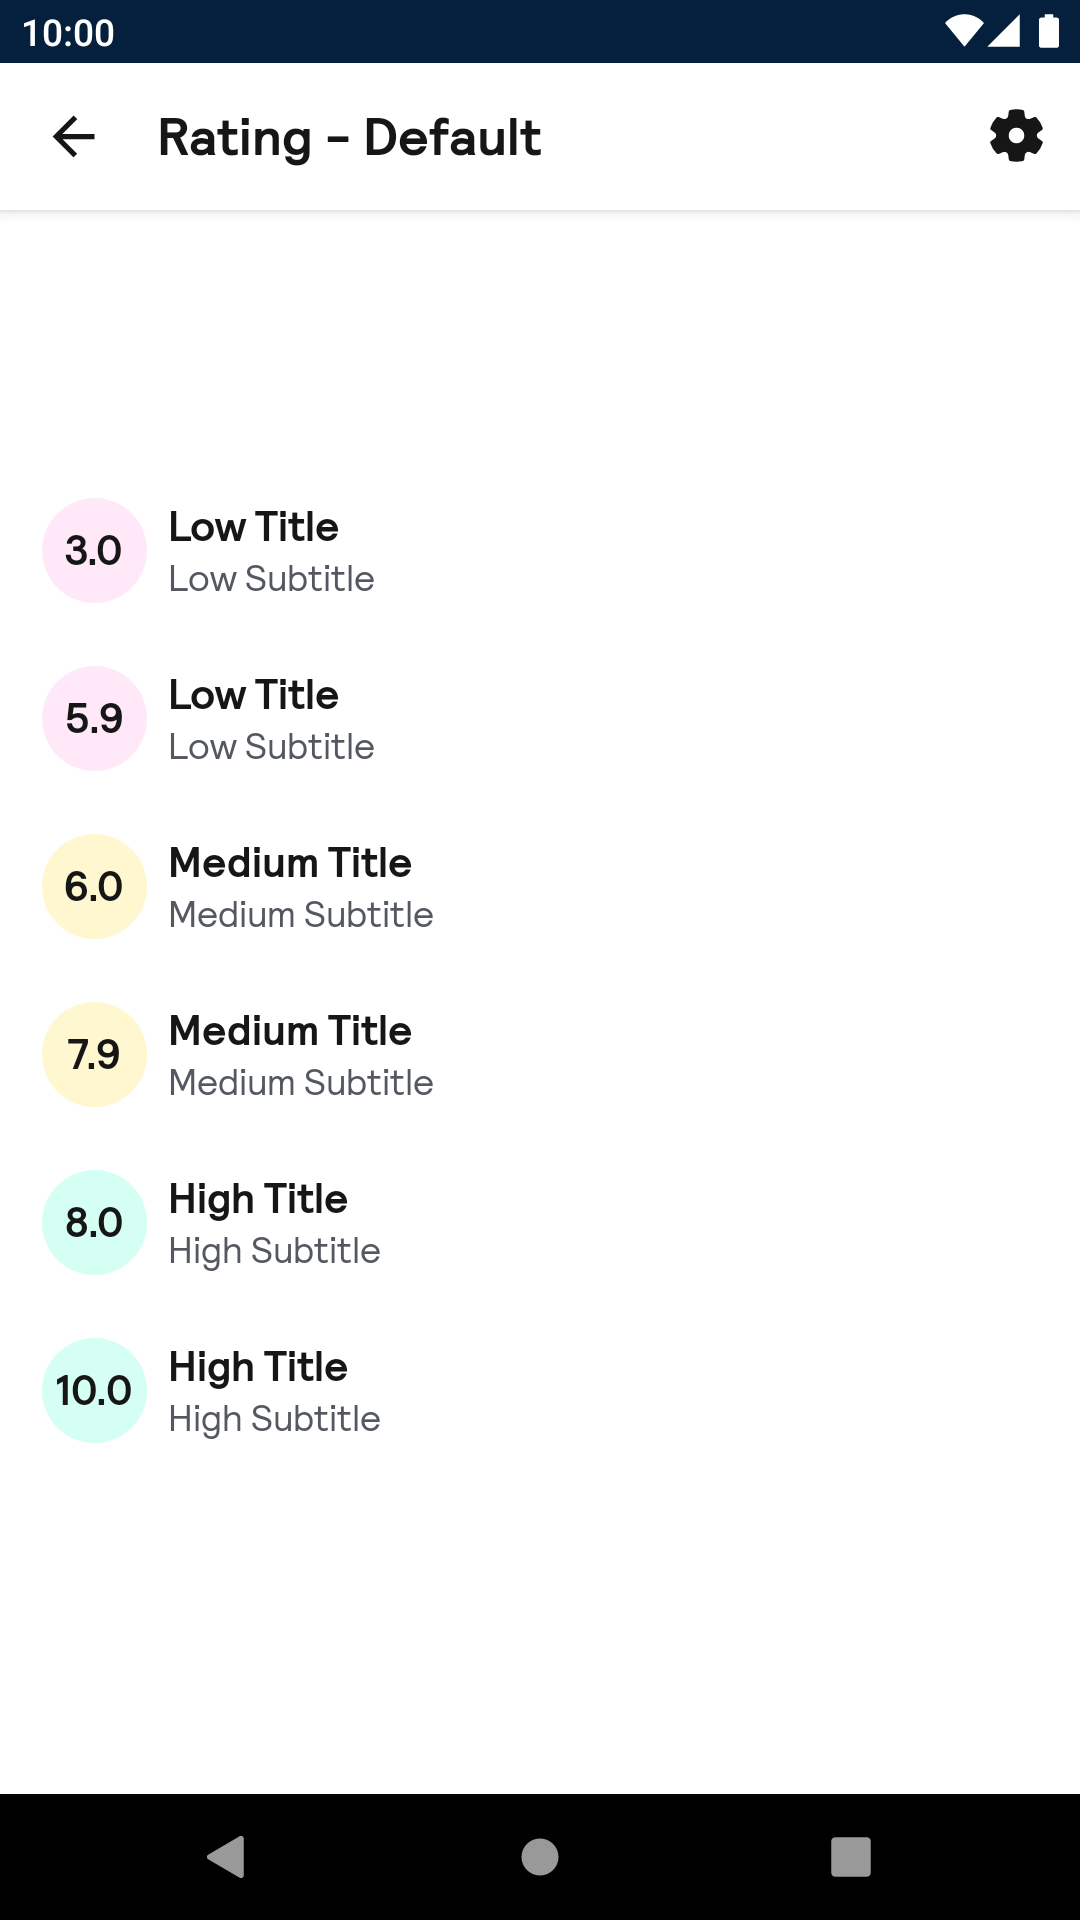 10:00
Rating – Default
3.0
Low Title
Low Subtitle
5.9
Low Title
Low Subtitle
6.0
Medium Title
Medium Subtitle
7.9
Medium Title
Medium Subtitle
8.0
High Title
High Subtitle
10.0
High Title
High Subtitle